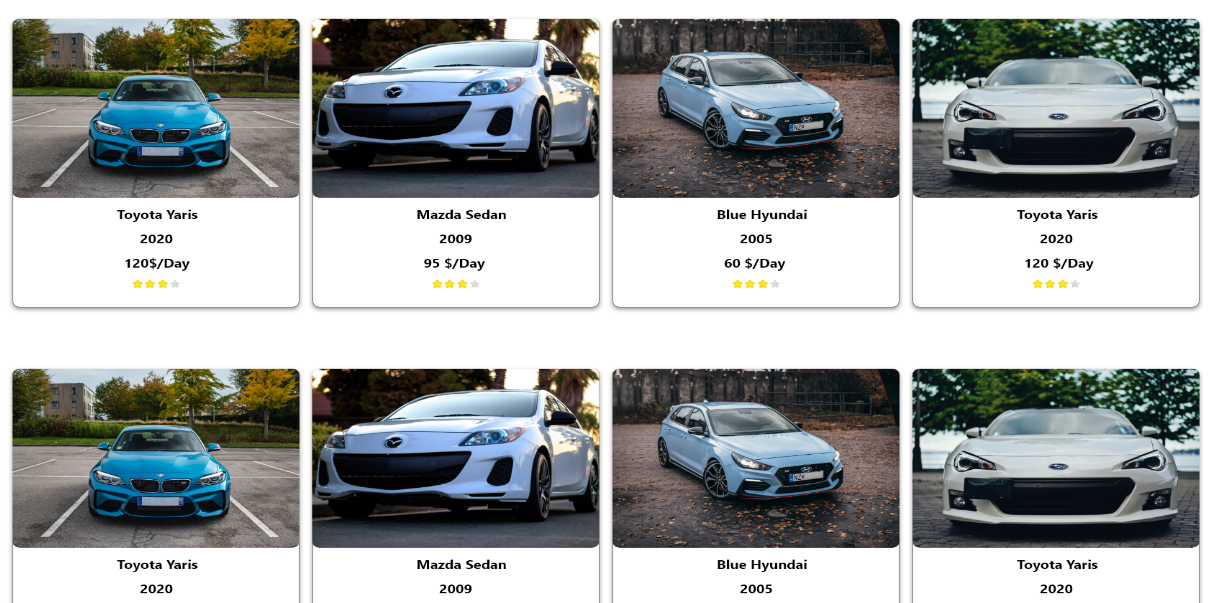 Toyota Yaris
2020
120$/Day
Mazda Sedan
2009
95 $/Day
Blue Hyundai
2005
60 $/Day
Toyota Yaris
2020
120 $/Day
Toyota Yaris
2020
Mazda Sedan
2009
Blue Hyundai
2005
Toyota Yaris
2020